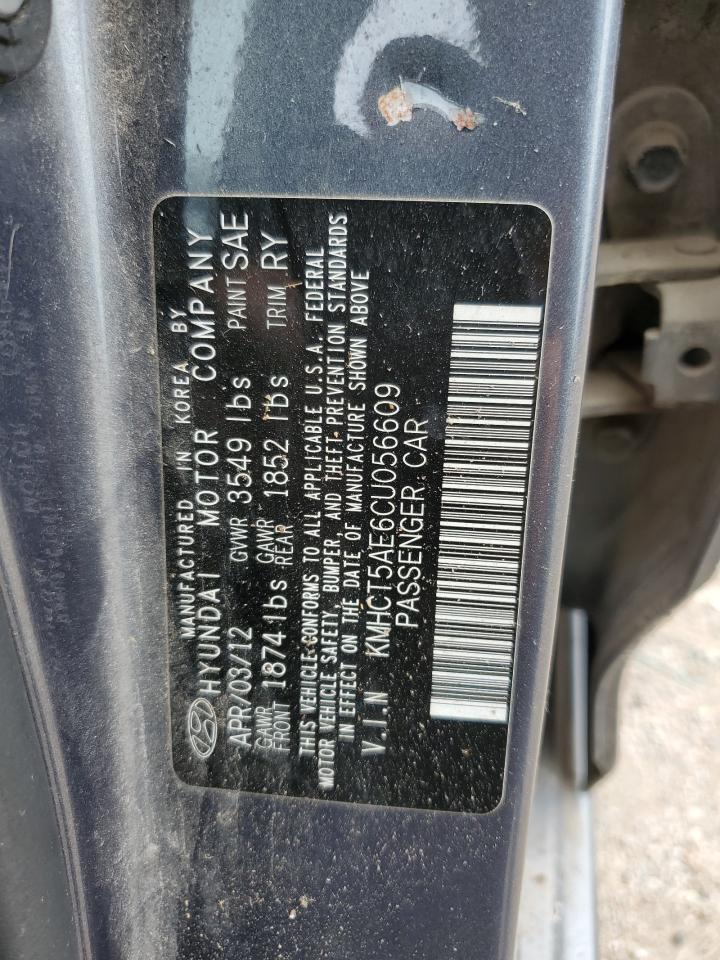 MANUFACTURED IN KOREA BY
HYUNDAI MOTOR COMPANY
APR/03/12 GVWR 3549 lbs PAINT SAE
GAWR FRONT 1874 lbs GAWR REAR 1852 lbs TRIM RY
THIS VEHICLE CONFORMS TO ALL APPLICABLE U.S.A. FEDERAL
MOTOR VEHICLE SAFETY, BUMPER, AND THEFT PREVENTION STANDARDS
IN EFFECT ON THE DATE OF MANUFACTURE SHOWN ABOVE
V.I.N KMHCT5AE6CU056609
PASSENGER CAR